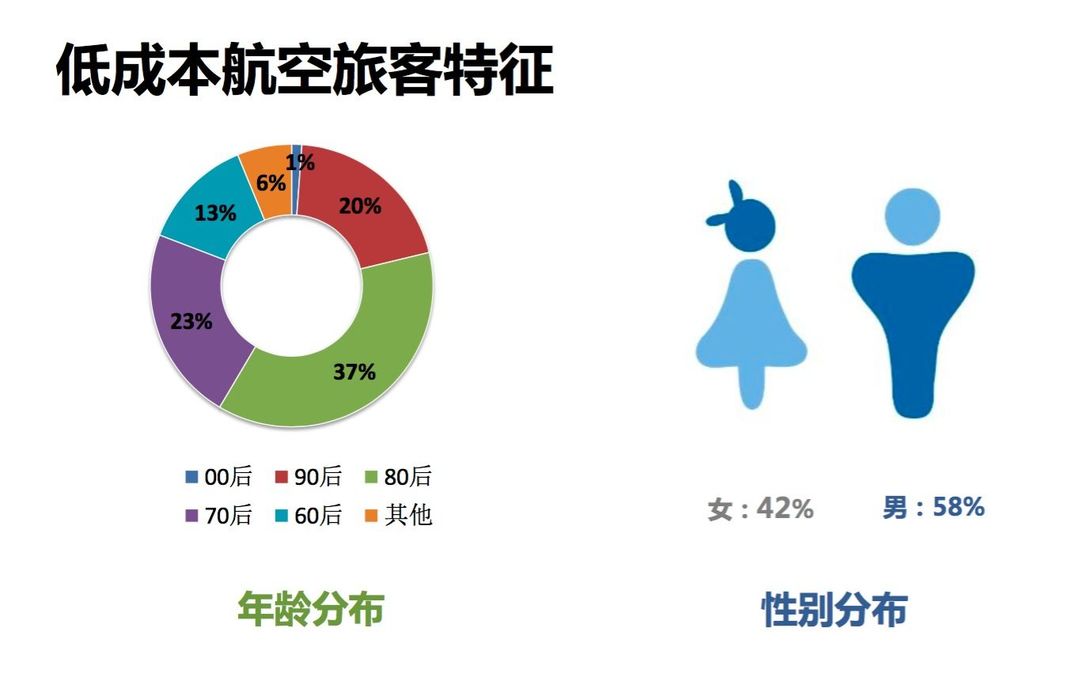 低成本航空旅客特征
1%
6%
20%
13%
23%
37%
00后 90后 80后
70后 60后 其他
女：42% 男：58%
年龄分布 性别分布